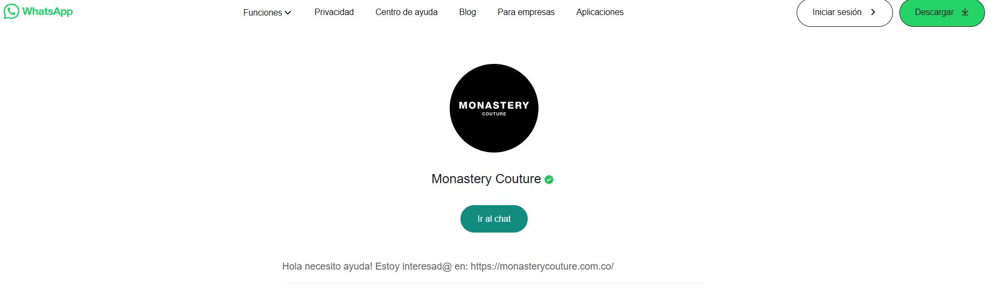 WhatsApp Funciones Privacidad Centro de ayuda Blog Para empresas Aplicaciones Iniciar sesión Descargar
MONASTERY
COUTURE
Monastery Couture
Ir al chat
Hola necesito ayuda! Estoy interesad@ en: https://monasterycouture.com.co/